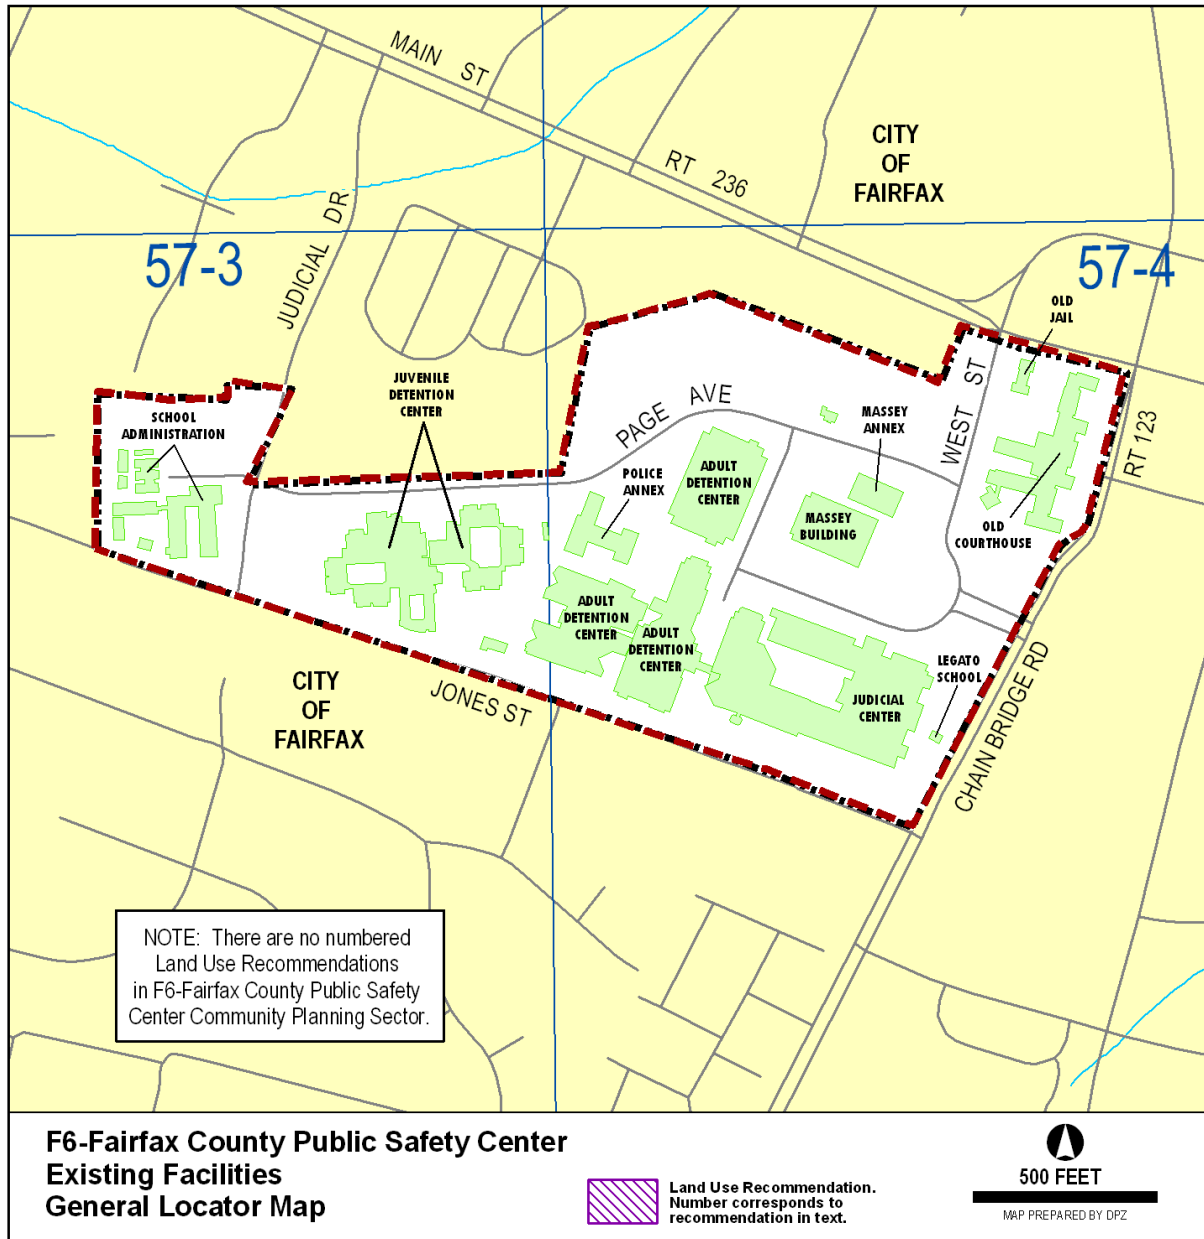 MAIN ST
RT 236
CITY
OF
FAIRFAX
57-3
57-4
JUDICIAL DR
OLD
JAIL
JUVENILE
DETENTION
CENTER
SCHOOL
ADMINISTRATION
PAGE AVE
WEST ST
MASSEY
ANNEX
RT 123
POLICE
ANNEX
ADULT
DETENTION
CENTER
MASSEY
BUILDING
OLD
COURTHOUSE
ADULT
DETENTION
CENTER
ADULT
DETENTION
CENTER
LEGATO
SCHOOL
JUDICIAL
CENTER
CITY
OF
FAIRFAX
JONES ST
CHAIN BRIDGE RD
NOTE: There are no numbered
Land Use Recommendations
in F6-Fairfax County Public Safety
Center Community Planning Sector.
F6-Fairfax County Public Safety Center
Existing Facilities
General Locator Map
Land Use Recommendation.
Number corresponds to
recommendation in text.
500 FEET
MAP PREPARED BY DPZ